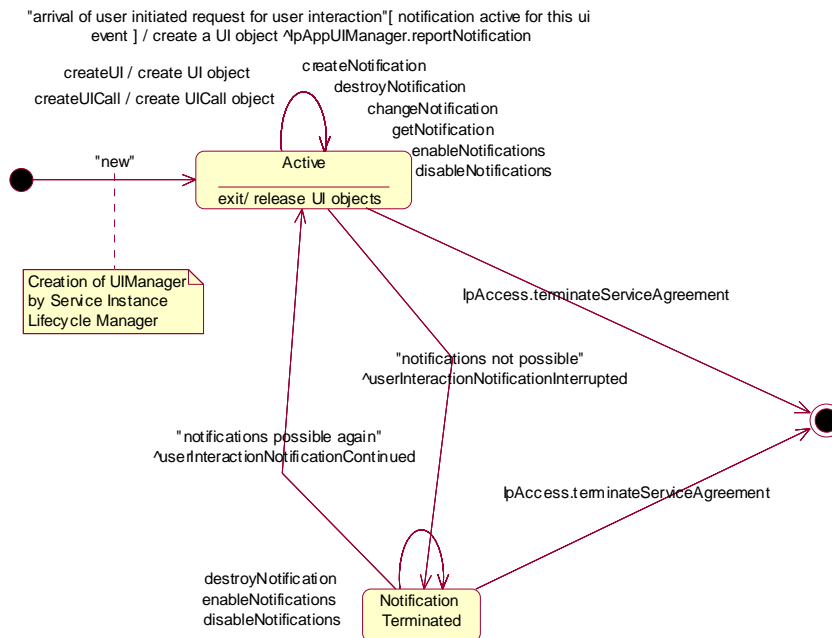 "arrival of user initiated request for user interaction"[ notification active for this ui
event ] / create a UI object ^IpAppUIManager.reportNotification
createUI / create UI object
createUICall / create UICall object
createNotification
destroyNotification
changeNotification
getNotification
enableNotifications
disableNotifications
"new"
Active
exit/ release UI objects
Creation of UIManager
by Service Instance
Lifecycle Manager
IpAccess.terminateServiceAgreement
"notifications not possible"
^userInteractionNotificationInterrupted
"notifications possible again"
^userInteractionNotificationContinued
IpAccess.terminateServiceAgreement
destroyNotification
enableNotifications
disableNotifications
Notification
Terminated